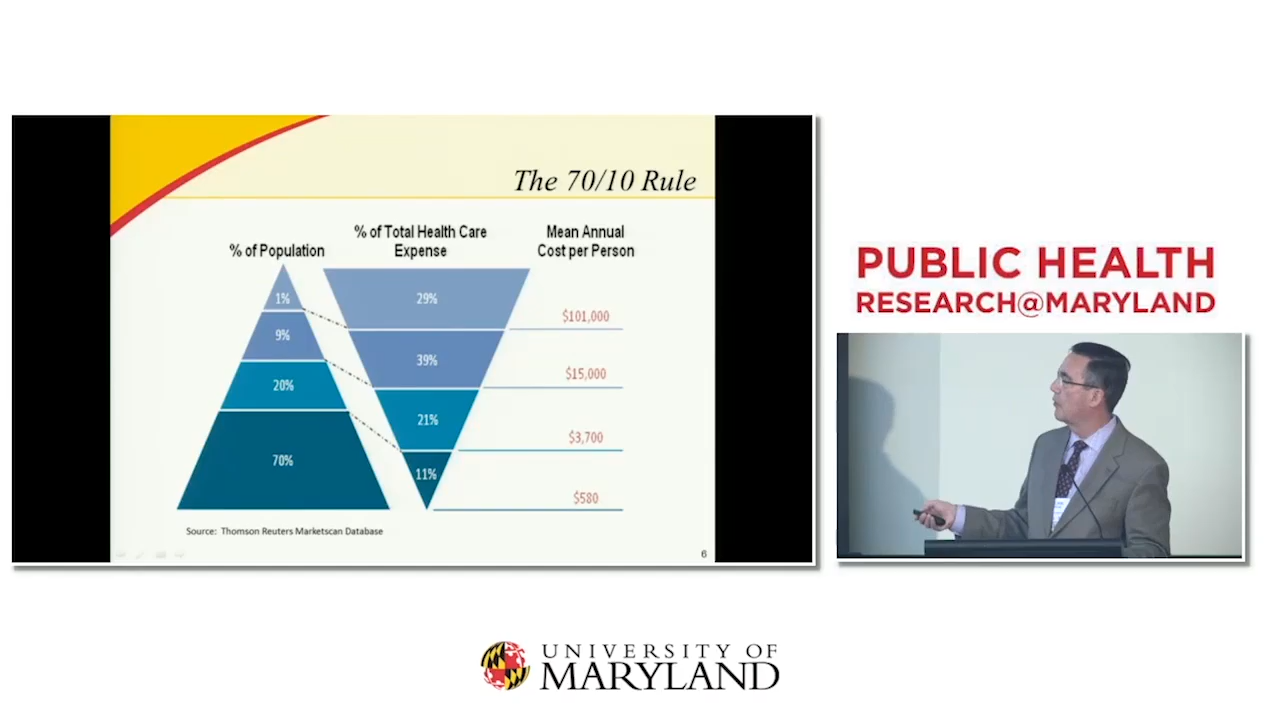 The 70/10 Rule
% of Population
% of Total Health Care
Expense
Mean Annual
Cost per Person
1%
29%
$101,000
9%
39%
$15,000
20%
21%
$3,700
70%
11%
$580
Source: Thomson Reuters Marketscan Database
6
PUBLIC HEALTH
RESEARCH@MARYLAND
UNIVERSITY OF
MARYLAND